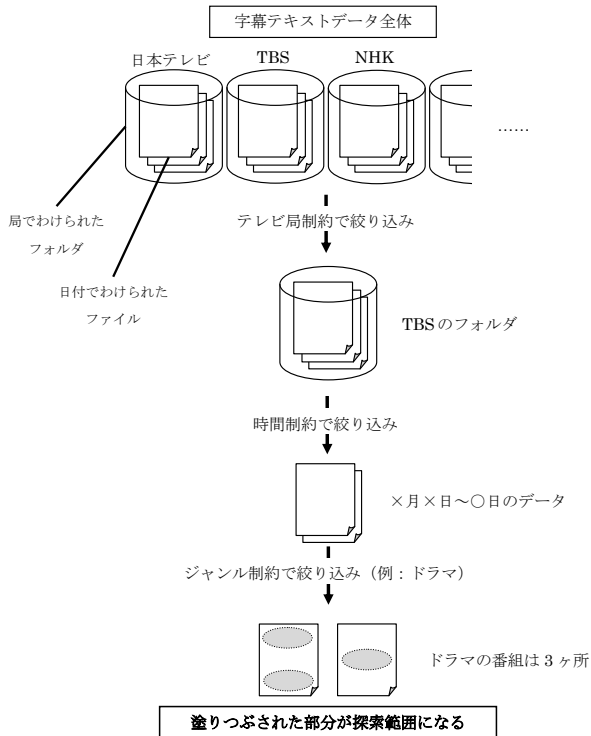 字幕テキストデータ全体
日本テレビ TBS NHK
……
局でわけられた
フォルダ
日付でわけられた
ファイル
テレビ局制約で絞り込み
TBSのフォルダ
時間制約で絞り込み
×月×日～〇日のデータ
ジャンル制約で絞り込み（例：ドラマ）
ドラマの番組は3ヶ所
塗りつぶされた部分が探索範囲になる